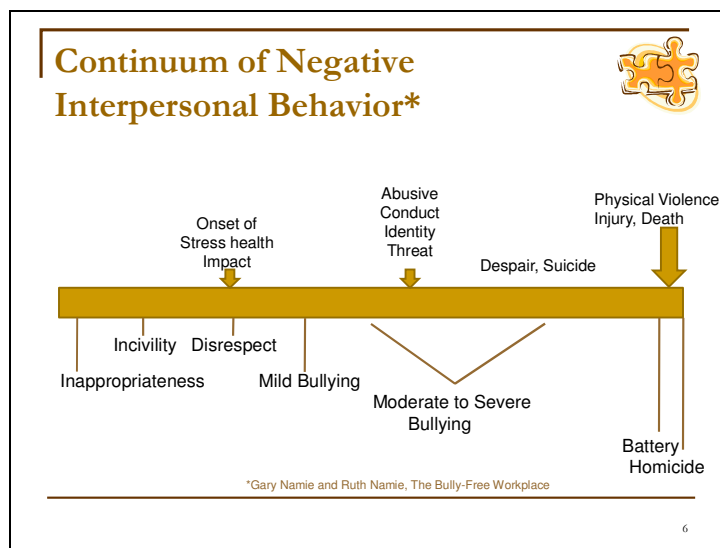 Continuum of Negative
Interpersonal Behavior*
Onset of
Stress health
Impact
Abusive
Conduct
Identity
Threat
Despair, Suicide
Physical Violence
Injury, Death
Inappropriateness
Incivility
Disrespect
Mild Bullying
Moderate to Severe
Bullying
Battery
Homicide
*Gary Namie and Ruth Namie, The Bully-Free Workplace
6